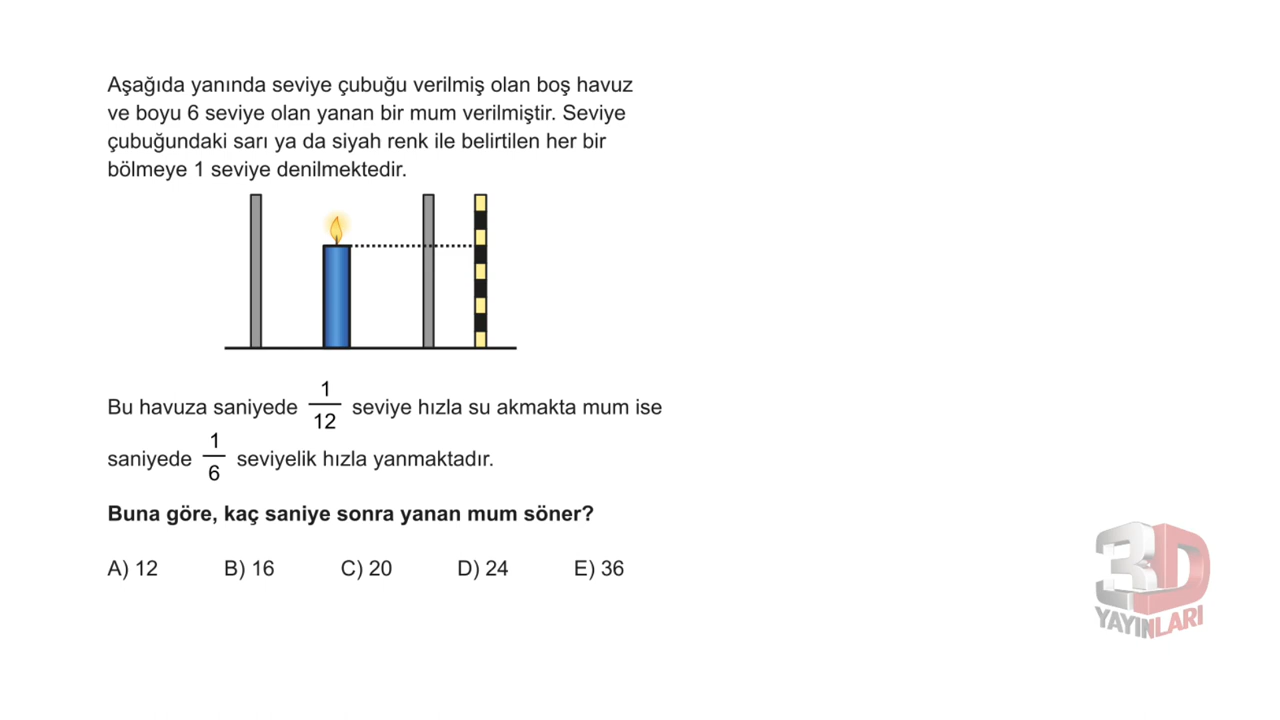 Aşağıda yanında seviye çubuğu verilmiş olan boş havuz
ve boyu 6 seviye olan yanan bir mum verilmiştir. Seviye
çubuğundaki sarı ya da siyah renk ile belirtilen her bir
bölmeye 1 seviye denilmektedir.
Bu havuza saniyede 1/12 seviye hızla su akmakta mum ise
saniyede 1/6 seviyelik hızla yanmaktadır.
Buna göre, kaç saniye sonra yanan mum söner?
A) 12 B) 16 C) 20 D) 24 E) 36
3D
YAYINLARI